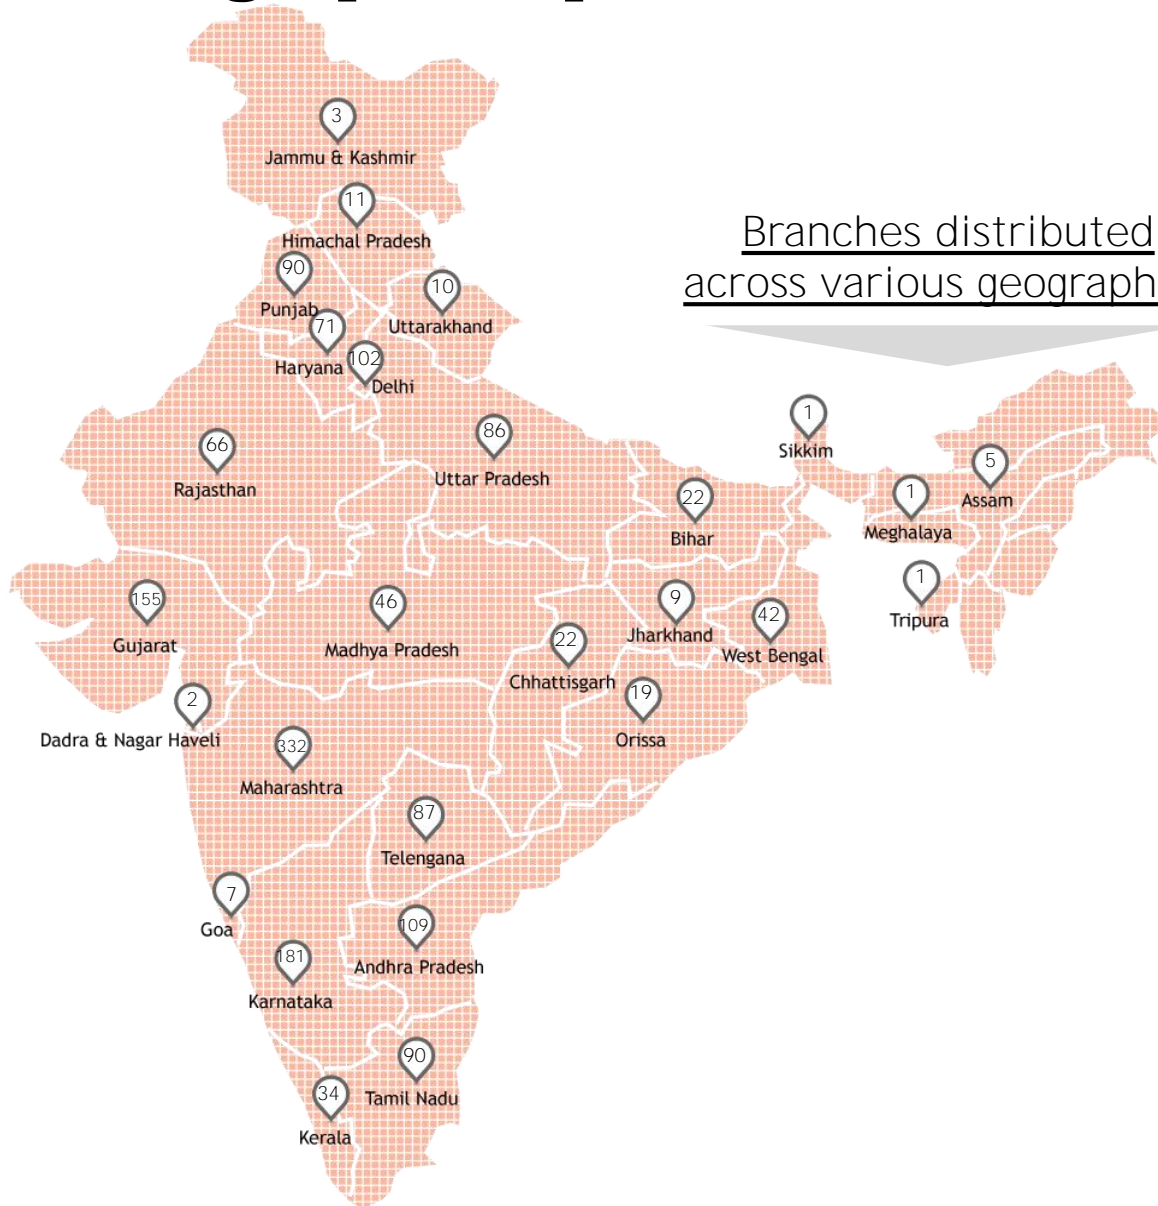 3
Jammu & Kashmir
11
Himachal Pradesh
Branches distributed
across various geograph
90
Punjab
10
Uttarakhand
71
Haryana
102
Delhi
66
Rajasthan
86
Uttar Pradesh
1
Sikkim
5
Assam
1
Meghalaya
22
Bihar
1
Tripura
155
Gujarat
46
Madhya Pradesh
9
Jharkhand
42
West Bengal
22
Chhattisgarh
19
Orissa
2
Dadra & Nagar Haveli
332
Maharashtra
87
Telengana
7
Goa
109
Andhra Pradesh
181
Karnataka
90
Tamil Nadu
34
Kerala